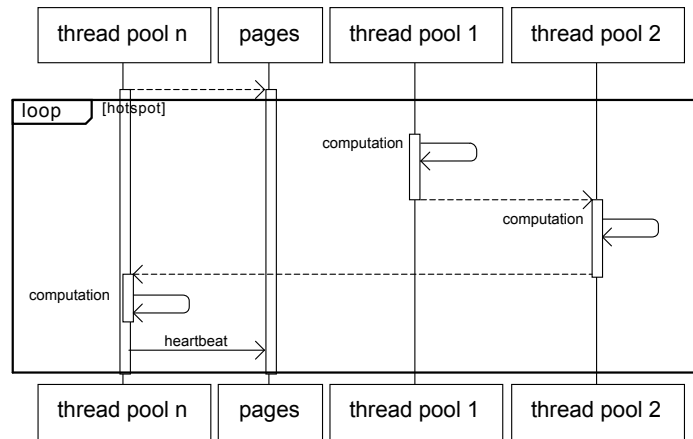 thread pool n
pages
thread pool 1
thread pool 2
loop
[hotspot]
computation
computation
computation
heartbeat
thread pool n
pages
thread pool 1
thread pool 2